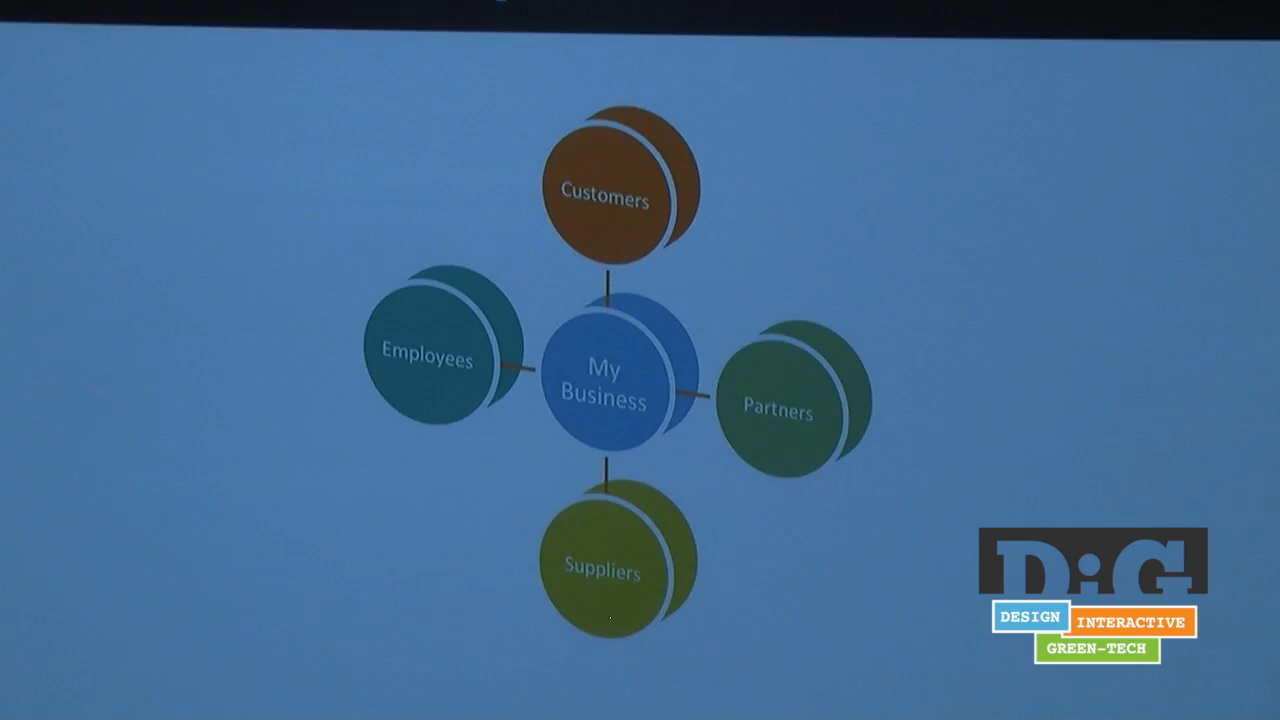 Customers
Employees
My
Business
Partners
Suppliers
DiG
DESIGN
INTERACTIVE
GREEN-TECH